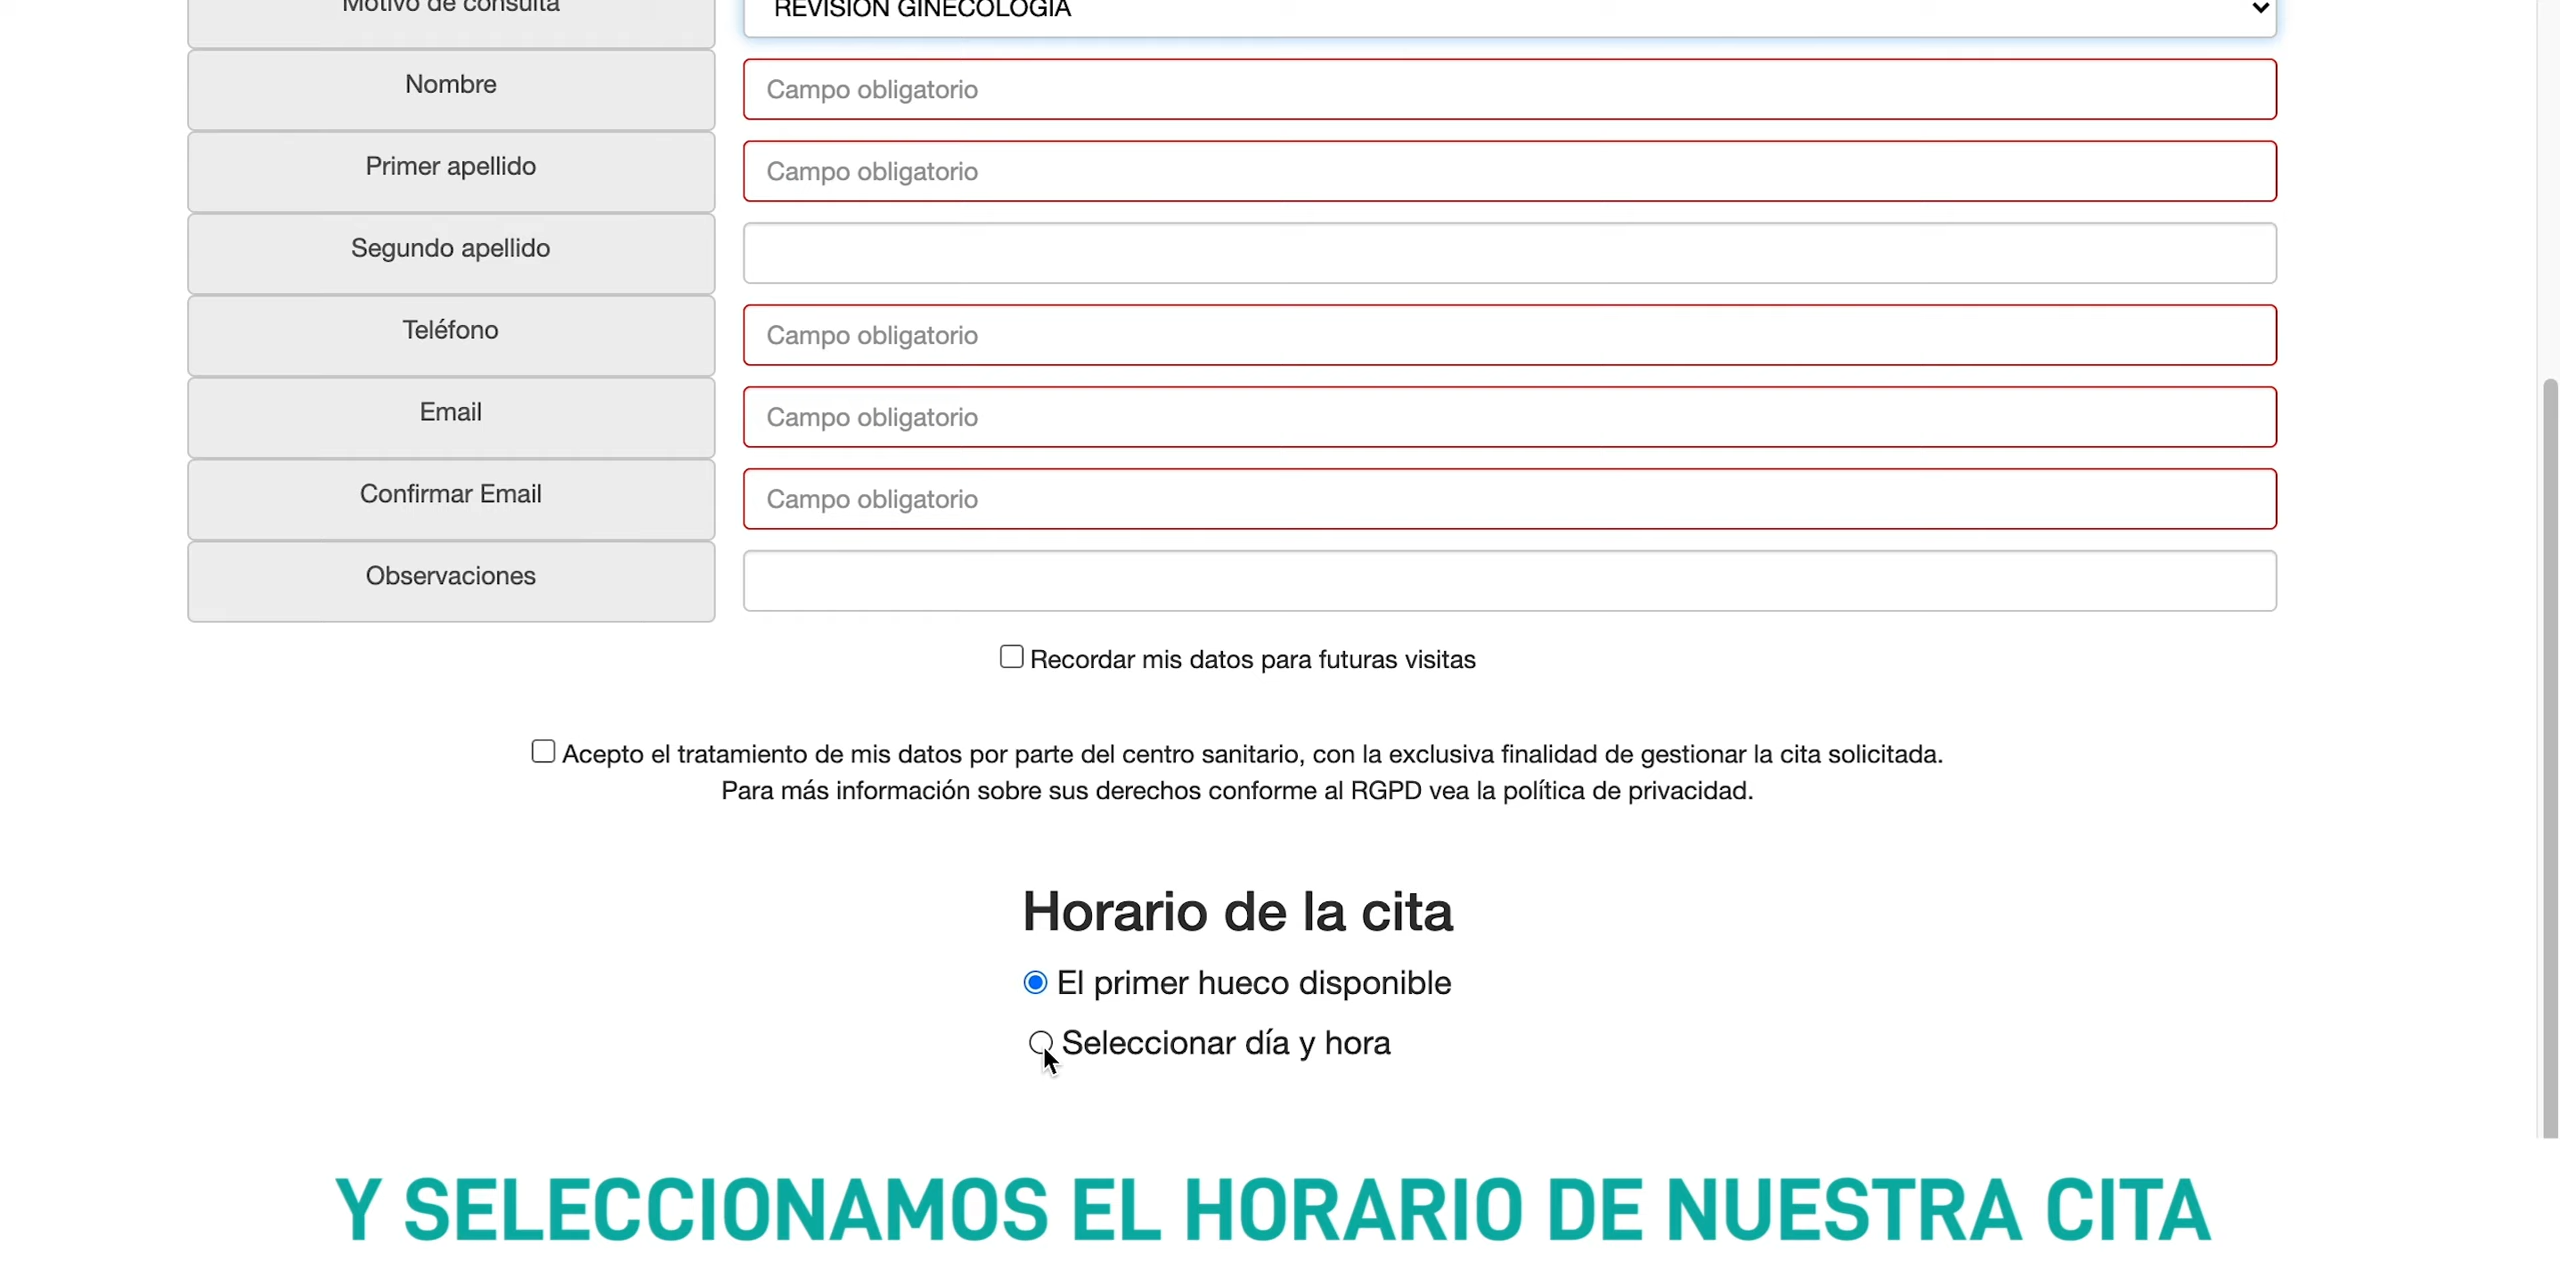 Motivo de consulta
REVISION GINECOLOGIA
Nombre
Campo obligatorio
Primer apellido
Campo obligatorio
Segundo apellido
Teléfono
Campo obligatorio
Email
Campo obligatorio
Confirmar Email
Campo obligatorio
Observaciones
Recordar mis datos para futuras visitas
Acepto el tratamiento de mis datos por parte del centro sanitario, con la exclusiva finalidad de gestionar la cita solicitada.
Para más información sobre sus derechos conforme al RGPD vea la política de privacidad.
Horario de la cita
El primer hueco disponible
Seleccionar día y hora
Y SELECCIONAMOS EL HORARIO DE NUESTRA CITA